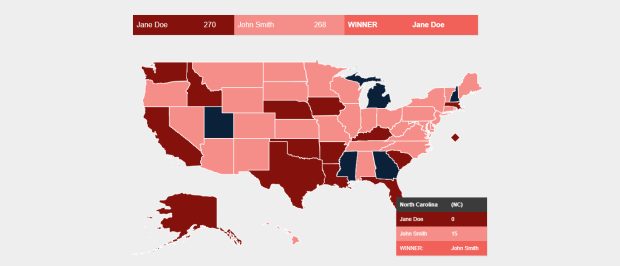 Jane Doe 270 John Smith 268 WINNER Jane Doe
North Carolina (NC)
Jane Doe 0
John Smith 15
WINNER: John Smith